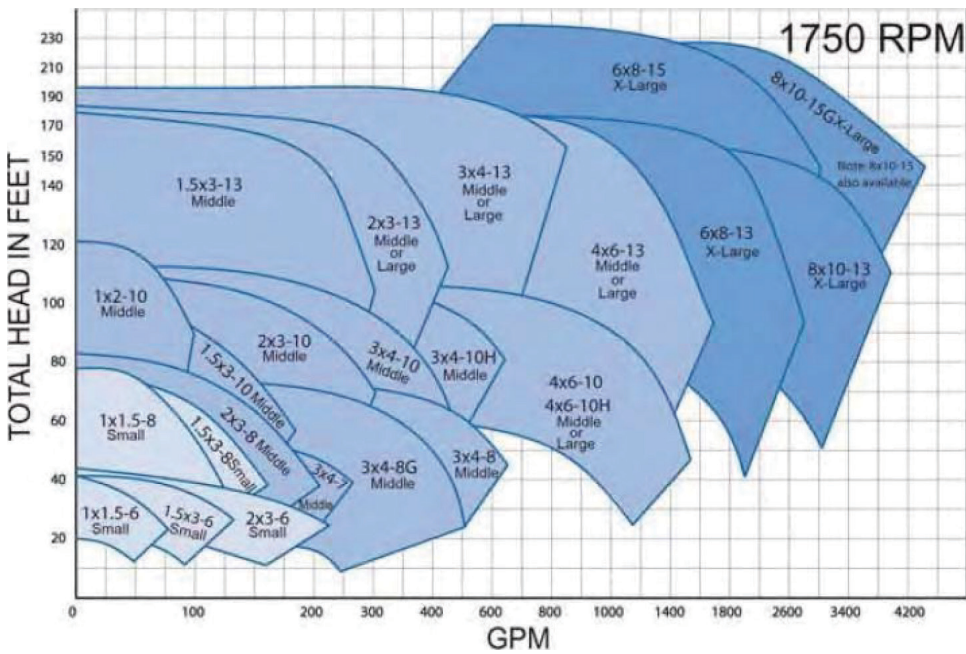 1750 RPM
TOTAL HEAD IN FEET
230
210
190
170
150
140
120
100
80
60
40
20
6x8-15
X-Large
8x10-15GX-Large
Note: 8x10-15
also available
1.5x3-13
Middle
2x3-13
Middle
or
Large
3x4-13
Middle
or
Large
4x6-13
Middle
or
Large
6x8-13
X-Large
8x10-13
X-Large
1x2-10
Middle
1.5x3-10 Middle
2x3-10
Middle
3x4-10
Middle
3x4-10H
Middle
4x6-10
4x6-10H
Middle
or
Large
1x1.5-8
Small
1.5x3-8Small
2x3-8 Middle
3x4-7
Middle
3x4-8G
Middle
3x4-8
Middle
1x1.5-6
Small
1.5x3-6
Small
2x3-6
Small
0 100 200 300 400 600 1000 1400 1800 2600 3400 4200
GPM